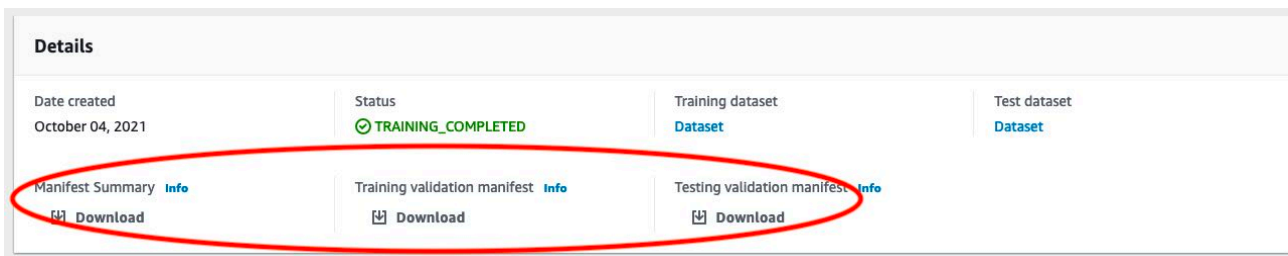 Details
Date created
October 04, 2021
Status
TRAINING_COMPLETED
Training dataset
Dataset
Test dataset
Dataset
Manifest Summary Info
Download
Training validation manifest Info
Download
Testing validation manifest Info
Download